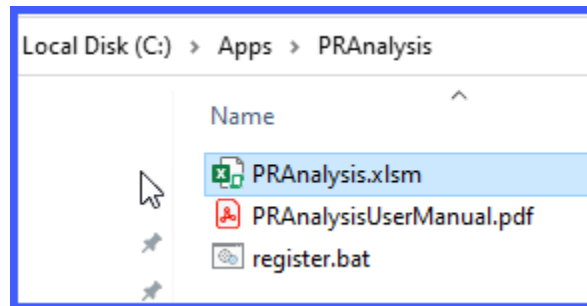 Local Disk (C:) > Apps > PRAnalysis
Name
PRAnalysis.xlsm
PRAnalysisUserManual.pdf
register.bat